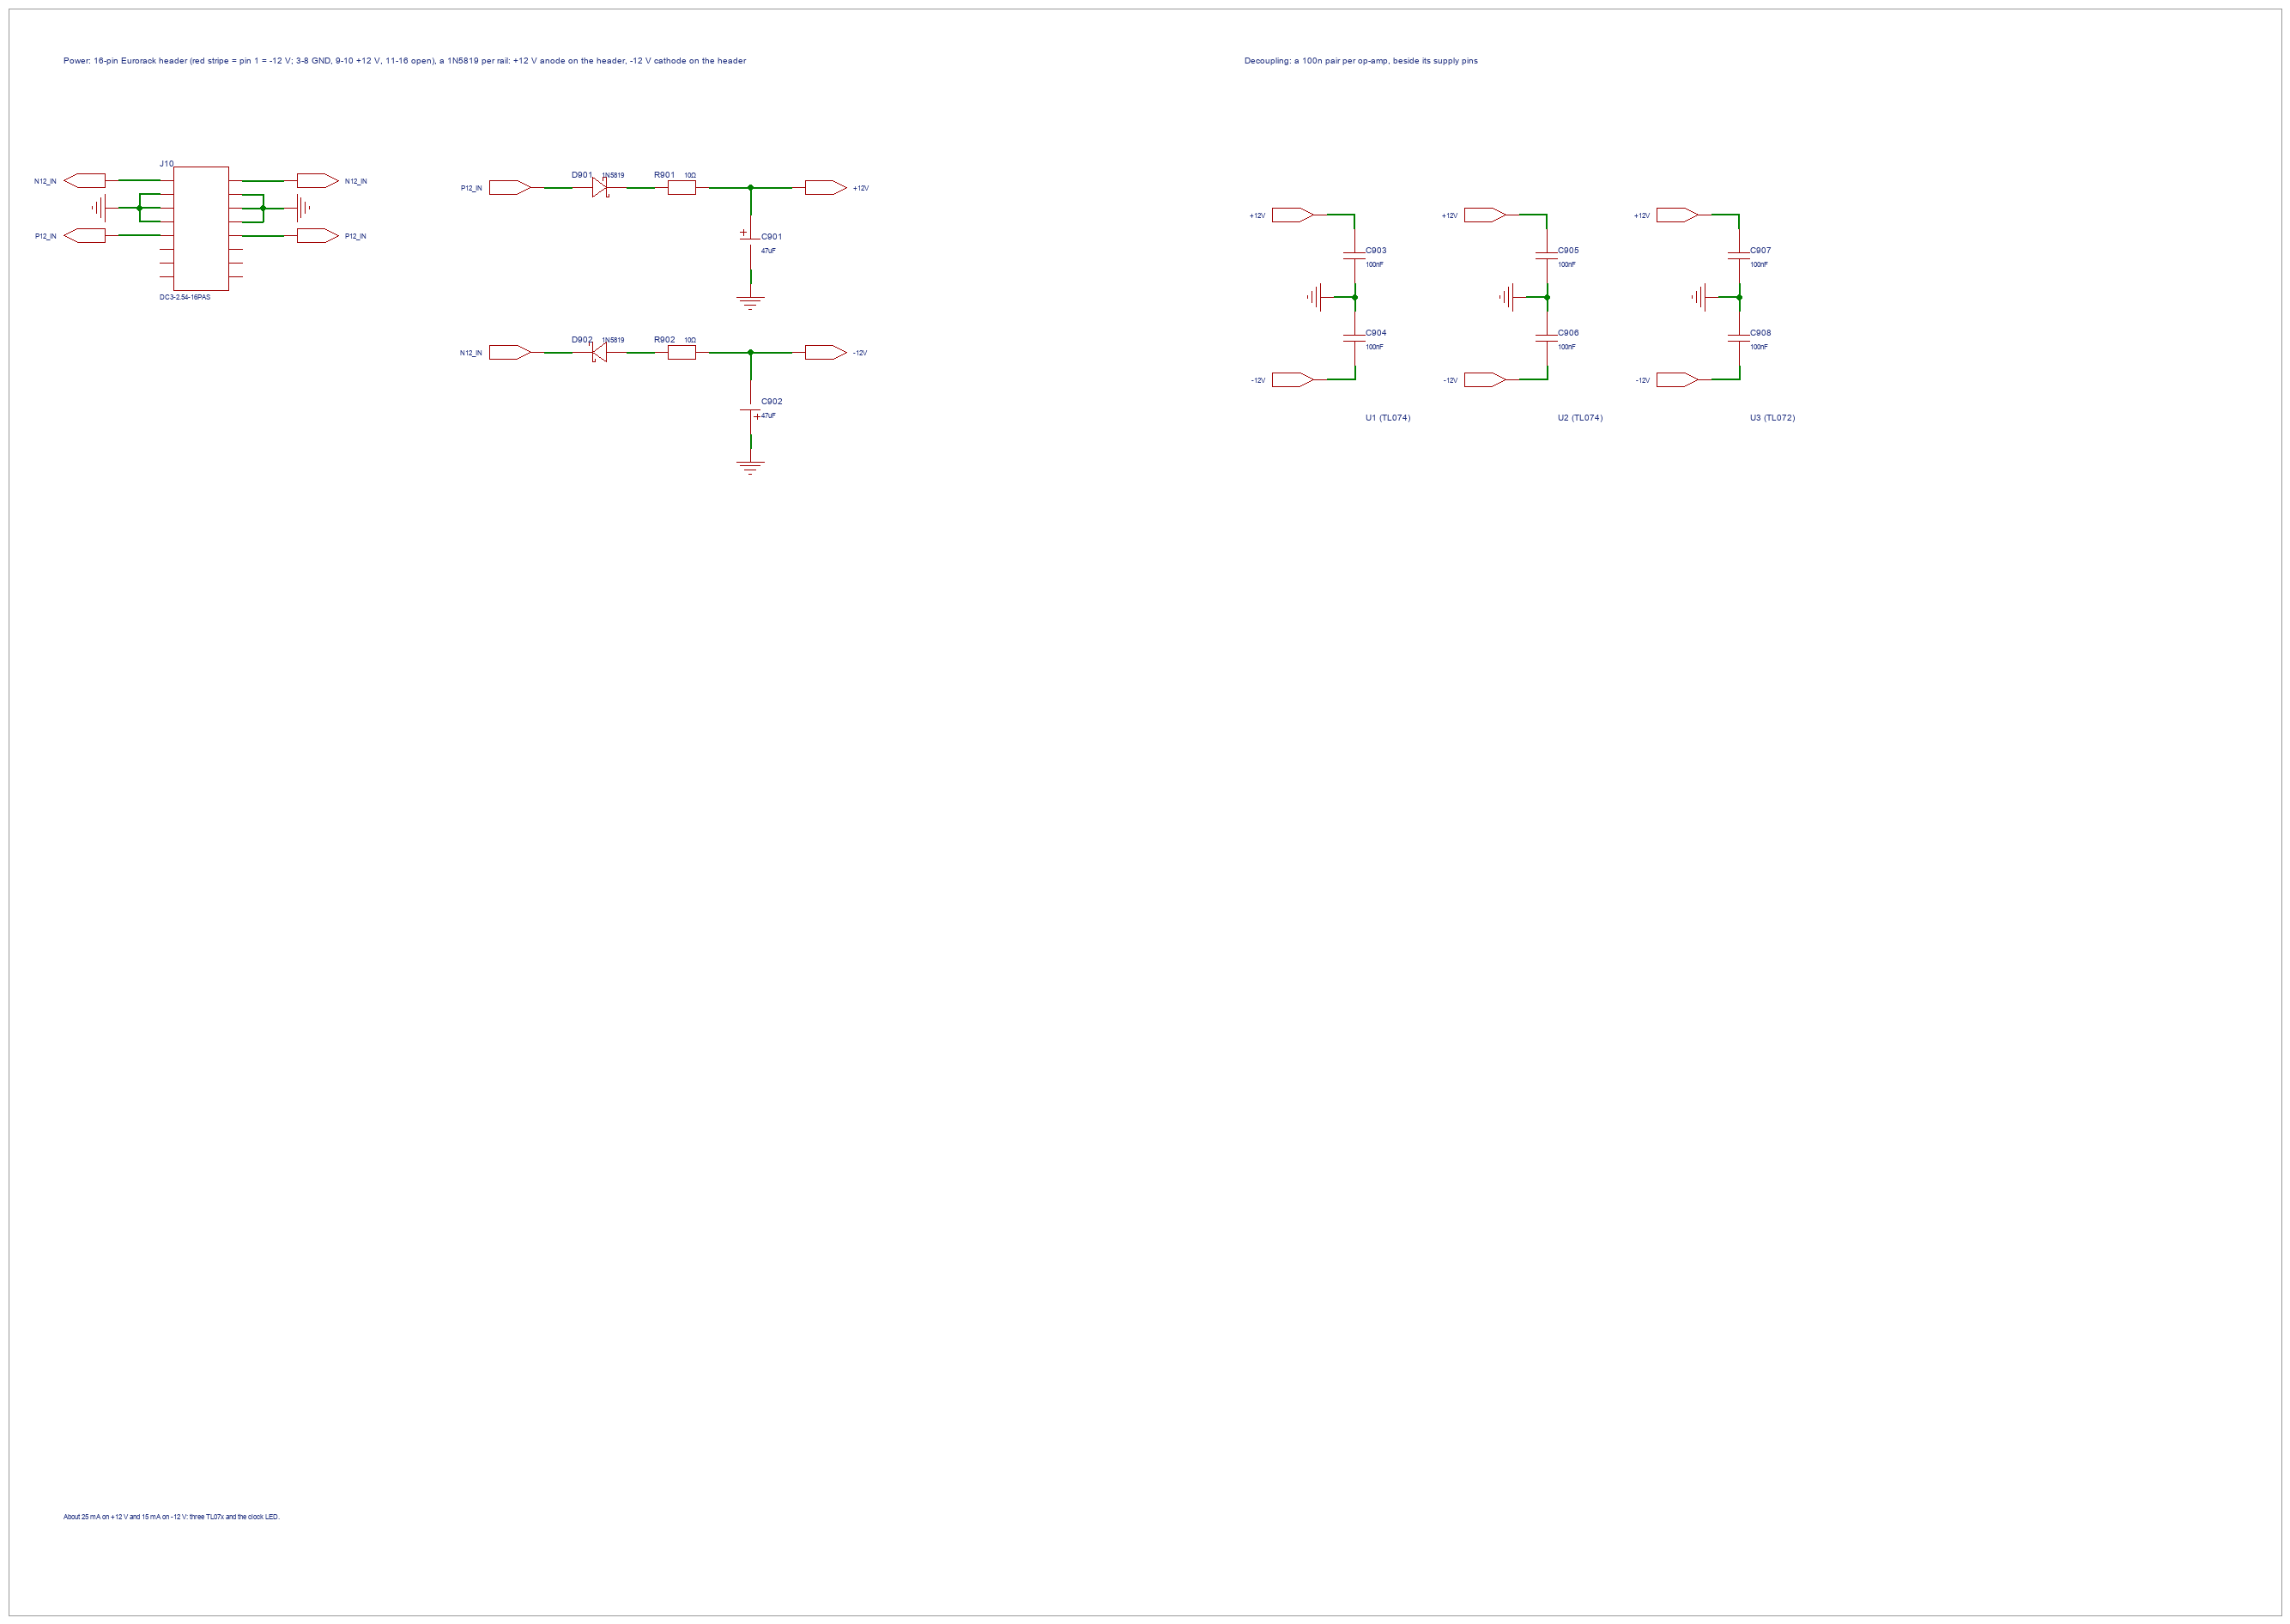 Power: 16-pin Eurorack header (red stripe = pin 1 = -12 V; 3-8 GND, 9-10 +12 V, 11-16 open), a 1N5819 per rail: +12 V anode on the header, -12 V cathode on the header
Decoupling: a 100n pair per op-amp, beside its supply pins
J10
N12_IN
N12_IN
P12_IN
P12_IN
DC3-2.54-16PAS
P12_IN
D901
1N5819
R901
10Ω
+12V
C901
47uF
N12_IN
D902
1N5819
R902
10Ω
-12V
C902
47uF
+12V
C903
100nF
C904
100nF
-12V
U1 (TL074)
+12V
C905
100nF
C906
100nF
-12V
U2 (TL074)
+12V
C907
100nF
C908
100nF
-12V
U3 (TL072)
About 25 mA on +12 V and 15 mA on -12 V: three TL07x and the clock LED.